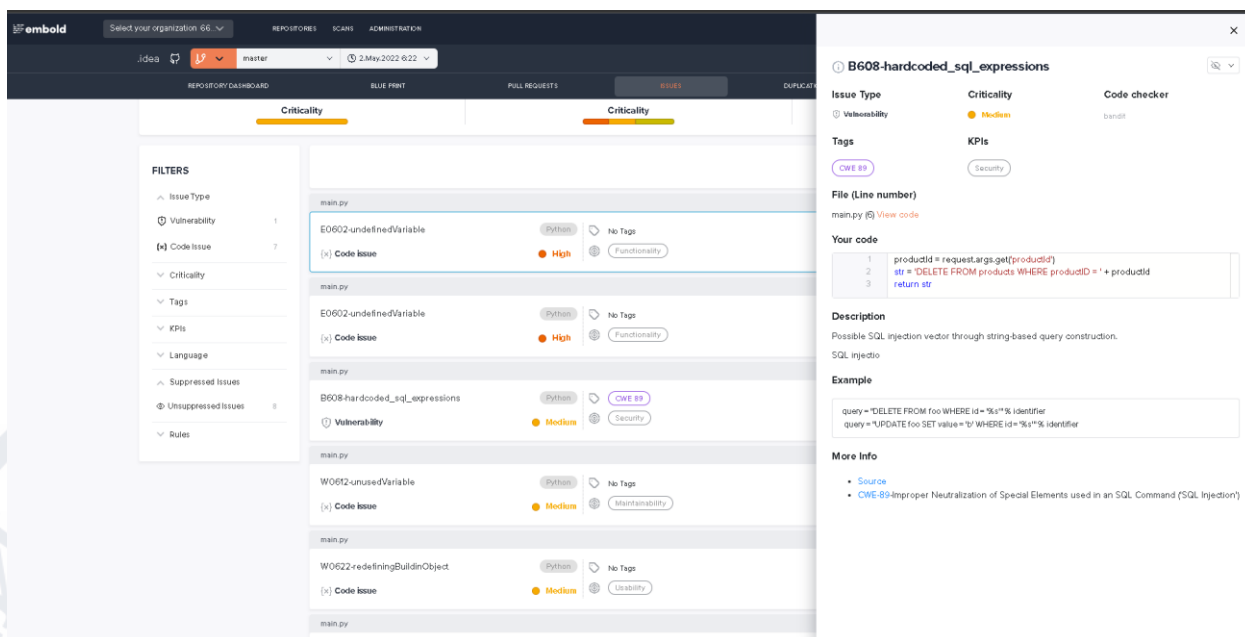 embold
Select your organization 66..
REPOSITORIES SCANS ADMINISTRATION
.idea master 2.May.2022 6:22
REPOSITORY DASHBOARD BLUE PRINT PULL REQUESTS ISSUES DUPLICAT
Criticality Criticality
FILTERS
Issue Type
Vulnerability 1
Code Issue 7
Criticality
Tags
KPIs
Language
Suppressed Issues
Unsuppressed Issues 8
Rules
main.py
E0602-undefinedVariable Python No Tags
{x} Code issue High Functionality
main.py
E0602-undefinedVariable Python No Tags
{x} Code issue High Functionality
main.py
B608-hardcoded_sql_expressions Python CWE 89
Vulnerability Medium Security
main.py
W0612-unusedVariable Python No Tags
{x} Code issue Medium Maintainability
main.py
W0622-redefiningBuildinObject Python No Tags
{x} Code issue Medium Usability
main.py
B608-hardcoded_sql_expressions
Issue Type Criticality Code checker
Vulnerability Medium bandit
Tags KPIs
CWE 89 Security
File (Line number)
main.py (6) View code
Your code
1 productId = request.args.get('productId')
2 str = 'DELETE FROM products WHERE productID = ' + productId
3 return str
Description
Possible SQL injection vector through string-based query construction.
SQL injectio
Example
query = "DELETE FROM foo WHERE id = '%s'" % identifier
query = "UPDATE foo SET value = 'b' WHERE id = '%s'" % identifier
More Info
Source
CWE-89-Improper Neutralization of Special Elements used in an SQL Command ('SQL Injection')